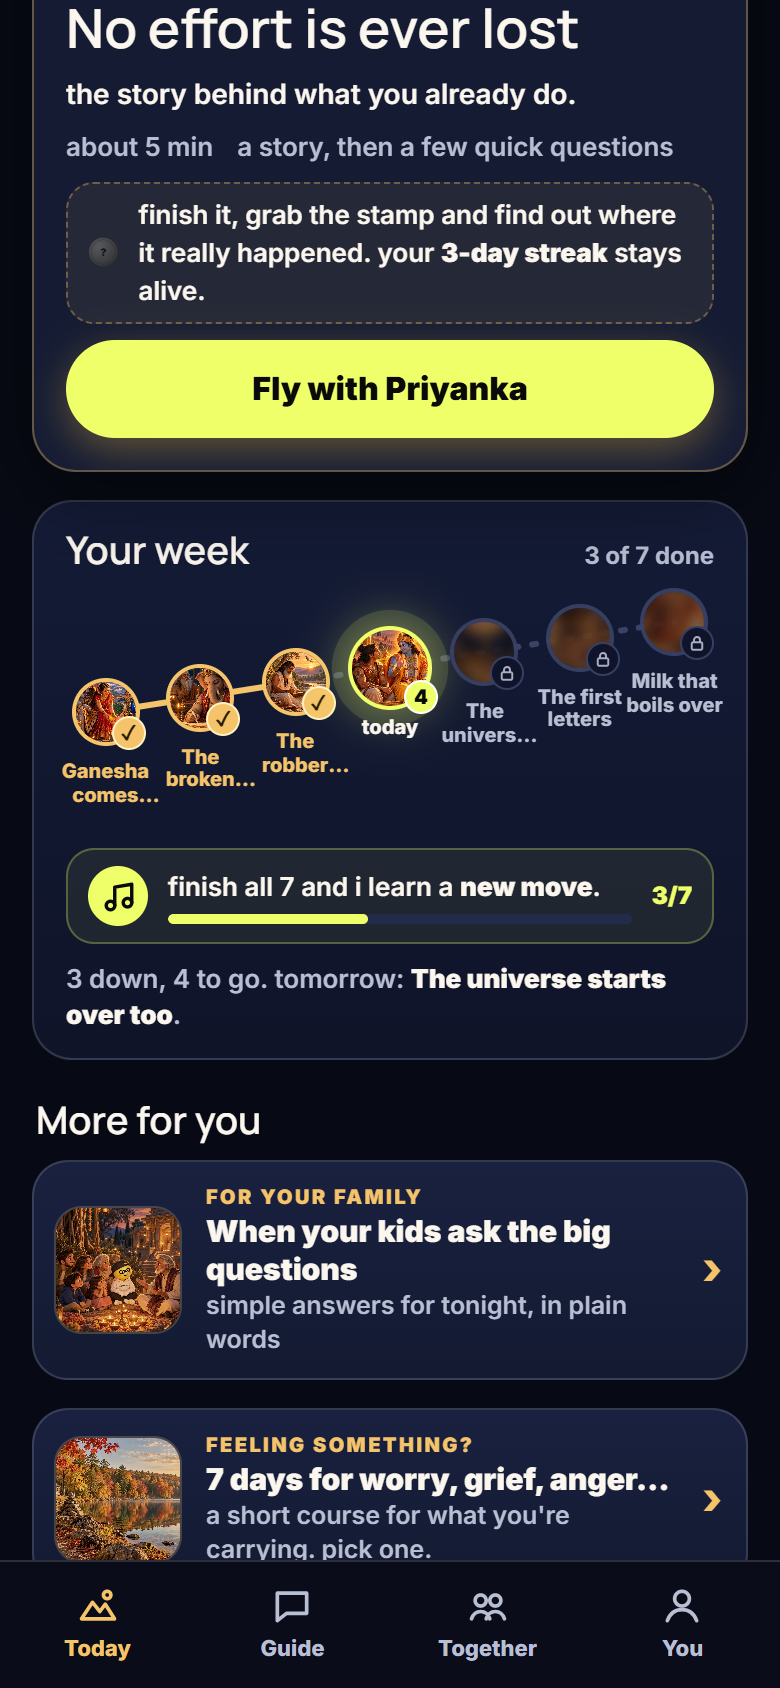 No effort is ever lost
the story behind what you already do.
about 5 min a story, then a few quick questions
?
finish it, grab the stamp and find out where
it really happened. your 3-day streak stays
alive.
Fly with Priyanka
Your week
3 of 7 done
4
Ganesha
comes...
The
broken...
The
robber...
today
The
univers...
The first
letters
Milk that
boils over
finish all 7 and i learn a new move.
3/7
3 down, 4 to go. tomorrow: The universe starts
over too.
More for you
FOR YOUR FAMILY
When your kids ask the big
questions
simple answers for tonight, in plain
words
FEELING SOMETHING?
7 days for worry, grief, anger...
a short course for what you're
carrying. pick one.
Today
Guide
Together
You